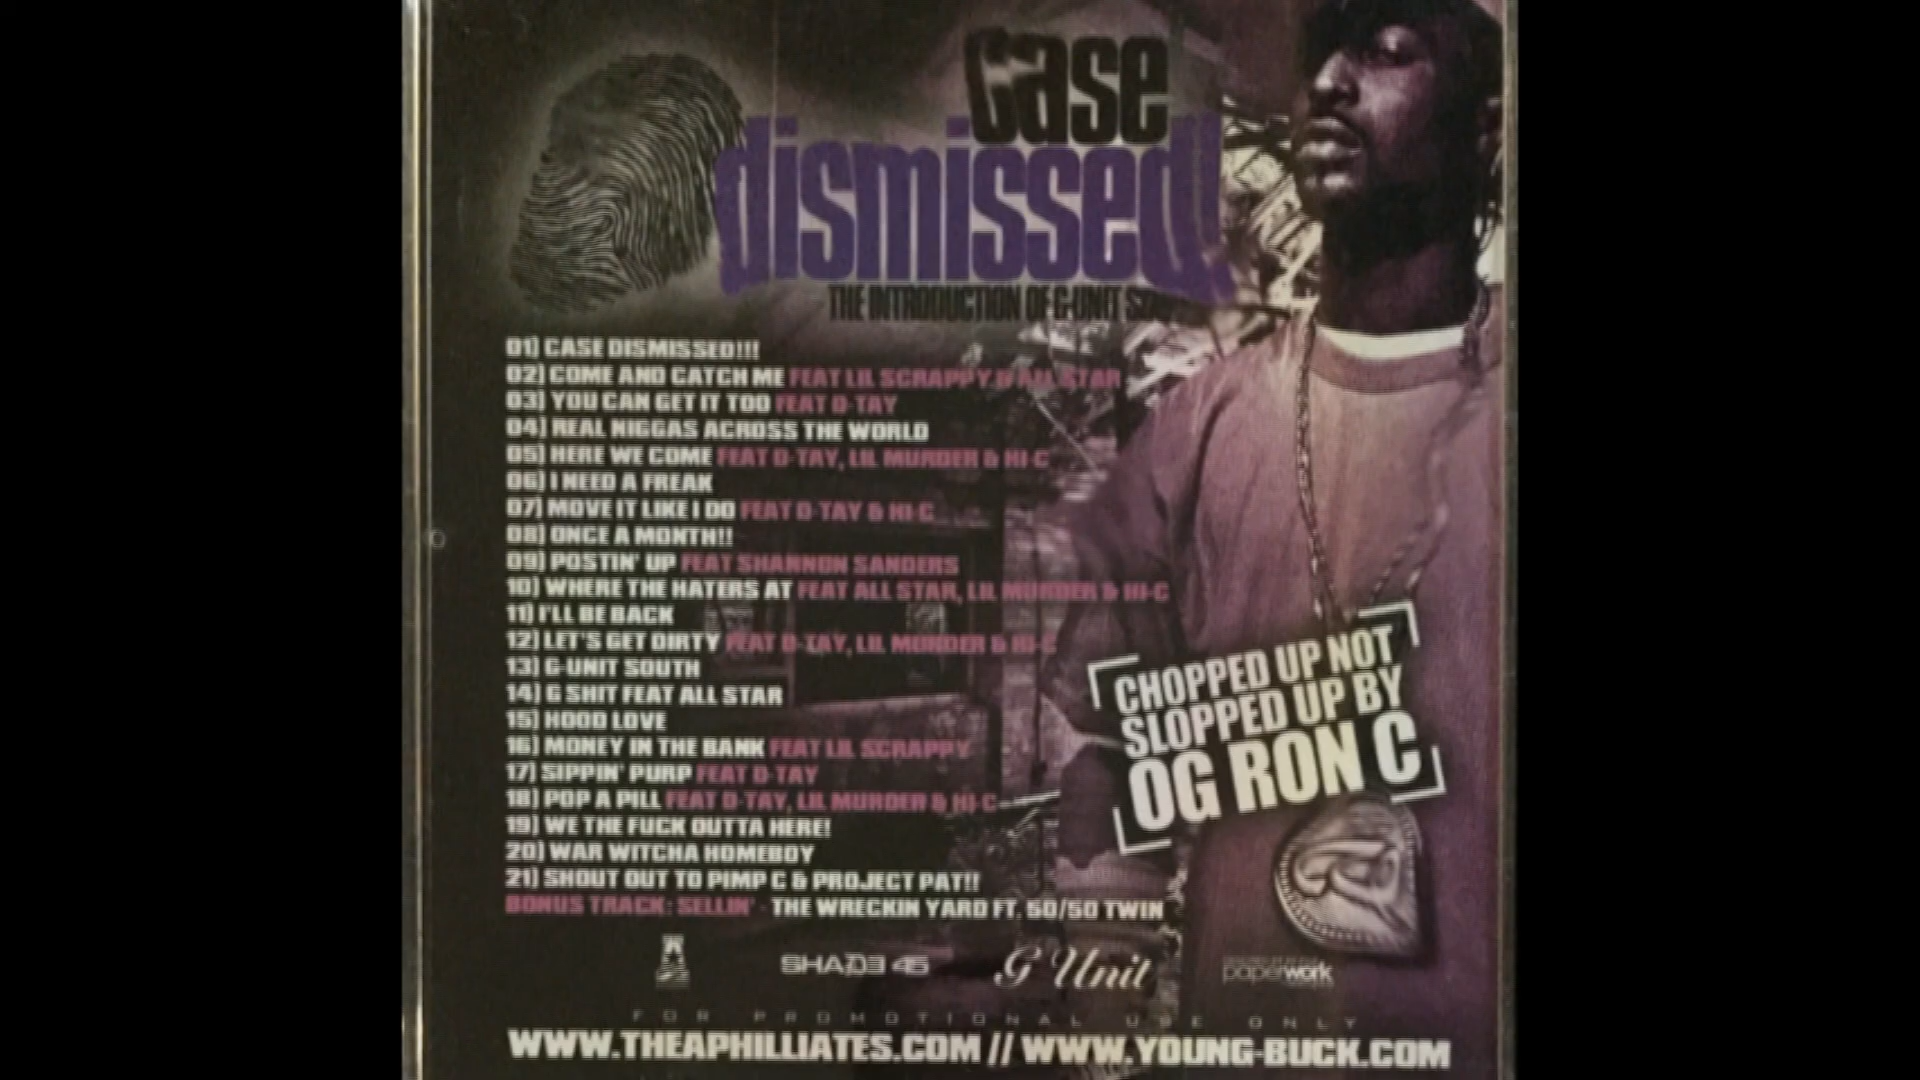 Case
dismissed!
THE INTRODUCTION OF G-UNIT
01) CASE DISMISSED!!!
02) COME AND CATCH ME FEAT LIL SCRAPPY & ALL STAR
03) YOU CAN GET IT TOO FEAT D-TAY
04) REAL NIGGAS ACROSS THE WORLD
05) HERE WE COME FEAT D-TAY, LIL MURDER & HI-C
06) I NEED A FREAK
07) MOVE IT LIKE I DO FEAT D-TAY & HI-C
08) ONCE A MONTH!!
09) POSTIN' UP FEAT SHANNON SANDERS
10) WHERE THE HATERS AT FEAT ALL STAR, LIL MURDER & HI-C
11) I'LL BE BACK
12) LET'S GET DIRTY FEAT D-TAY, LIL MURDER & HI-C
13) G-UNIT SOUTH
14) G SHIT FEAT ALL STAR
15) HOOD LOVE
16) MONEY IN THE BANK FEAT LIL SCRAPPY
17) SIPPIN' PURP FEAT D-TAY
18) POP A PILL FEAT D-TAY, LIL MURDER & HI-C
19) WE THE FUCK OUTTA HERE!
20) WAR WITCHA HOMEBOY
21) SHOUT OUT TO PIMP C & PROJECT PAT!!
BONUS TRACK: SELLIN' - THE WRECKIN YARD FT. 50/50 TWIN
CHOPPED UP NOT
SLOPPED UP BY
OG RON C
SHADE 45
G Unit
paperwork
FOR PROMOTIONAL USE ONLY
WWW.THEAPHILLIATES.COM // WWW.YOUNG-BUCK.COM